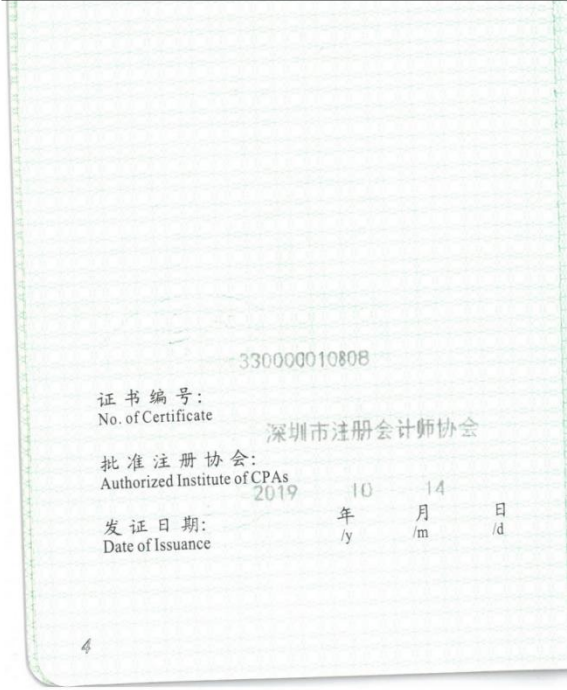 330000010808
证书编号:
No. of Certificate
深圳市注册会计师协会
批准注册协会:
Authorized Institute of CPAs
2019 10 14
发证日期: 年 月 日
Date of Issuance /y /m /d
4